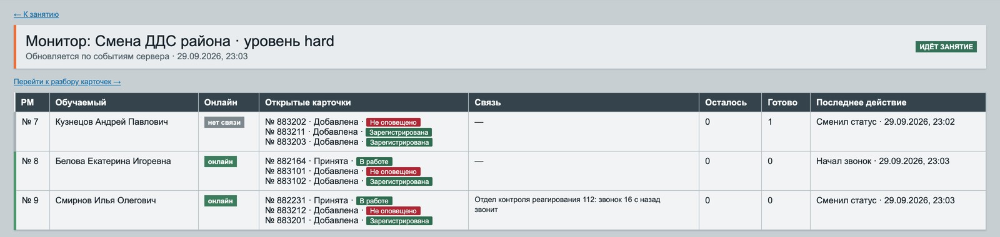 ← К занятию
Монитор: Смена ДДС района · уровень hard
Обновляется по событиям сервера · 29.09.2026, 23:03
ИДЁТ ЗАНЯТИЕ
Перейти к разбору карточек →
РМ Обучаемый Онлайн Открытые карточки Связь Осталось Готово Последнее действие
№ 7 Кузнецов Андрей Павлович нет связи № 883202 · Добавлена · Не оповещено — 0 1 Сменил статус · 29.09.2026, 23:02
№ 883211 · Добавлена · Зарегистрирована
№ 883203 · Добавлена · Зарегистрирована
№ 8 Белова Екатерина Игоревна онлайн № 882164 · Принята · В работе — 0 0 Начал звонок · 29.09.2026, 23:03
№ 883101 · Добавлена · Не оповещено
№ 883102 · Добавлена · Зарегистрирована
№ 9 Смирнов Илья Олегович онлайн № 882231 · Принята · В работе Отдел контроля реагирования 112: звонок 16 с назад 0 0 Сменил статус · 29.09.2026, 23:03
№ 883212 · Добавлена · Не оповещено звонит
№ 883201 · Добавлена · Зарегистрирована